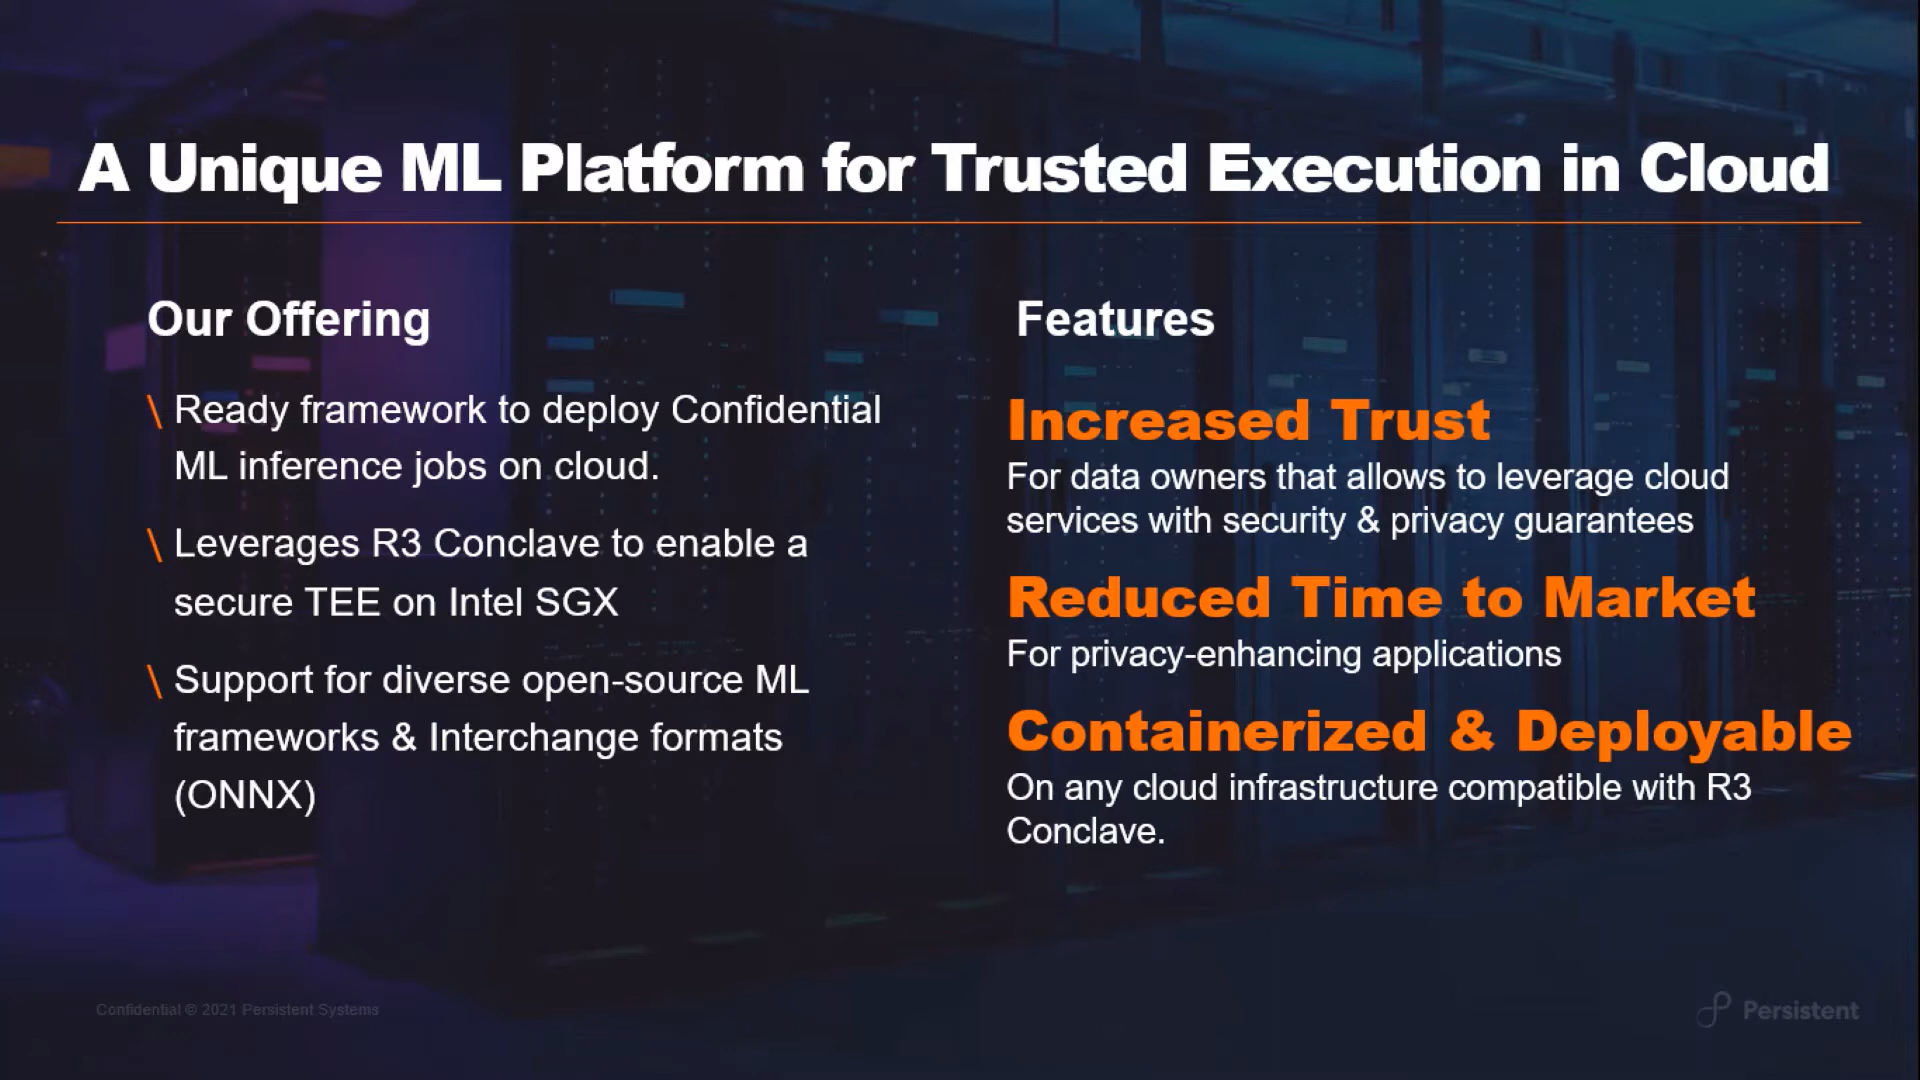 A Unique ML Platform for Trusted Execution in Cloud
Our Offering
\ Ready framework to deploy Confidential
ML inference jobs on cloud.
\ Leverages R3 Conclave to enable a
secure TEE on Intel SGX
\ Support for diverse open-source ML
frameworks & Interchange formats
(ONNX)
Features
Increased Trust
For data owners that allows to leverage cloud
services with security & privacy guarantees
Reduced Time to Market
For privacy-enhancing applications
Containerized & Deployable
On any cloud infrastructure compatible with R3
Conclave.
Confidential © 2021 Persistent Systems
Persistent